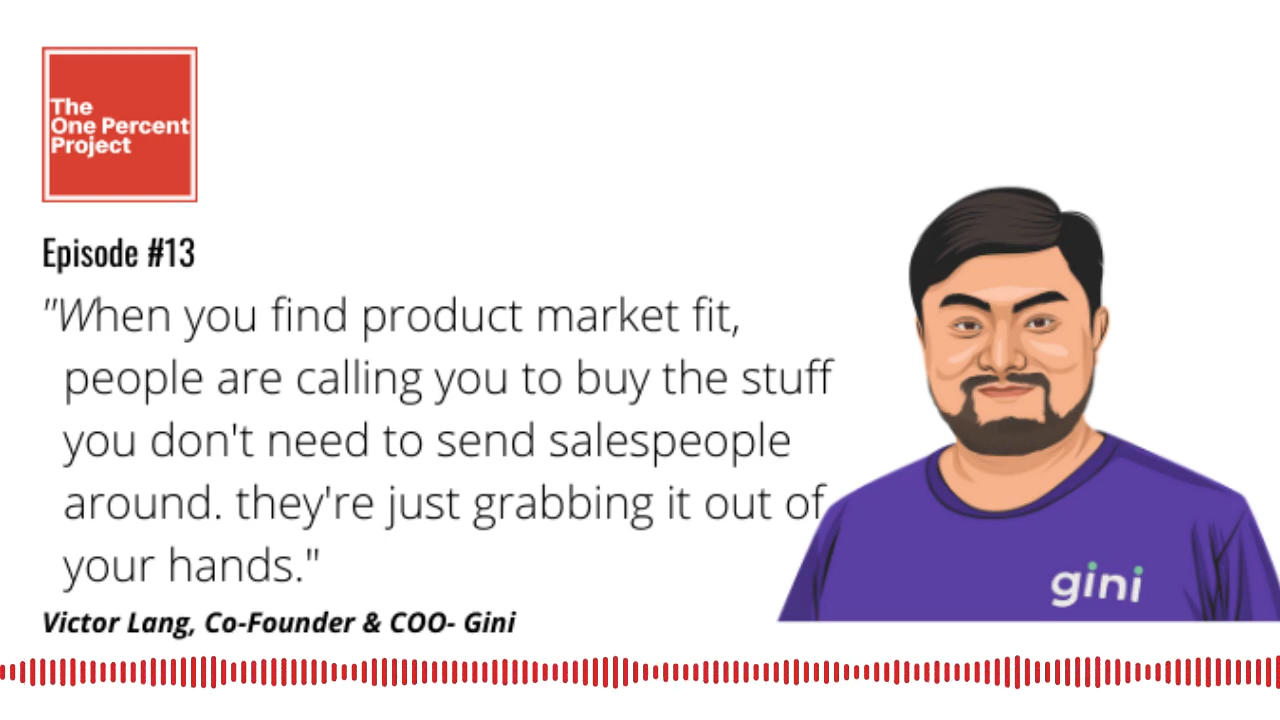 The
One Percent
Project
Episode #13
"When you find product market fit,
people are calling you to buy the stuff
you don't need to send salespeople
around. they're just grabbing it out of
your hands."
Victor Lang, Co-Founder & COO- Gini
gini